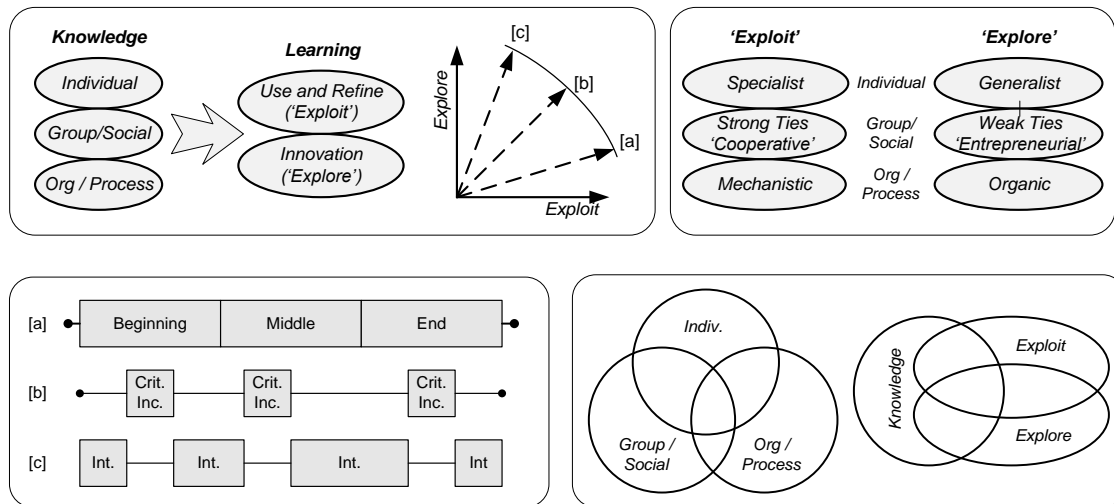 Knowledge
Individual
Group/Social
Org / Process
Learning
Use and Refine
('Exploit')
Innovation
('Explore')
Explore
[c]
[b]
[a]
Exploit
'Exploit'
'Explore'
Specialist
Individual
Generalist
Strong Ties
'Cooperative'
Group/
Social
Weak Ties
'Entrepreneurial'
Mechanistic
Org /
Process
Organic
[a]
Beginning
Middle
End
[b]
Crit.
Inc.
Crit.
Inc.
Crit.
Inc.
[c]
Int.
Int.
Int.
Int
Indiv.
Group /
Social
Org /
Process
Knowledge
Exploit
Explore